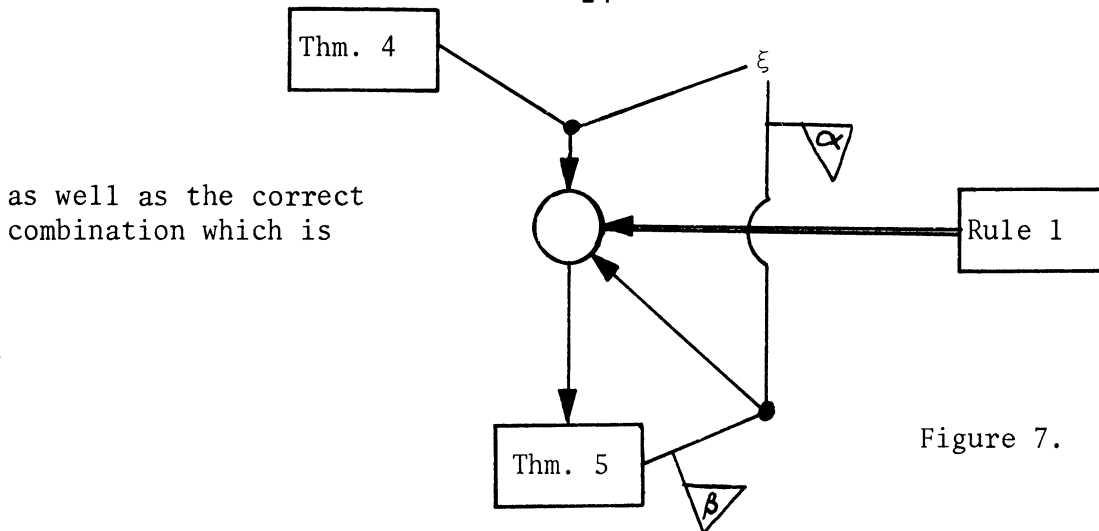 Thm. 4
ξ
α
as well as the correct
combination which is
Rule 1
Thm. 5
β
Figure 7.